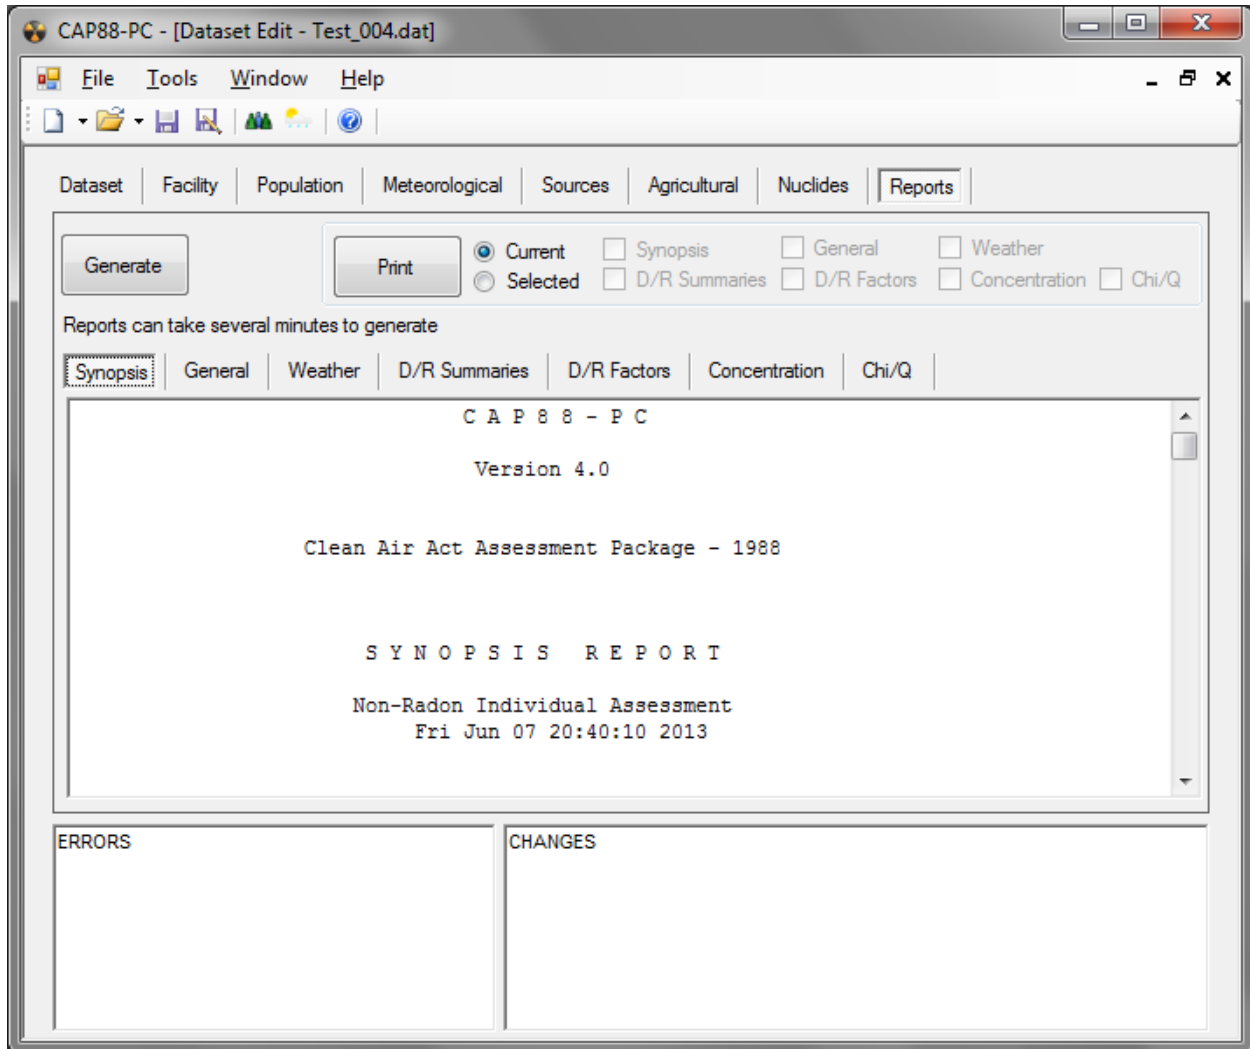 CAP88-PC - [Dataset Edit - Test_004.dat]
File Tools Window Help
Dataset Facility Population Meteorological Sources Agricultural Nuclides Reports
Generate Print Current Synopsis General Weather
Selected D/R Summaries D/R Factors Concentration Chi/Q
Reports can take several minutes to generate
Synopsis General Weather D/R Summaries D/R Factors Concentration Chi/Q
C A P 8 8 - P C
Version 4.0
Clean Air Act Assessment Package - 1988
S Y N O P S I S   R E P O R T
Non-Radon Individual Assessment
Fri Jun 07 20:40:10 2013
ERRORS CHANGES